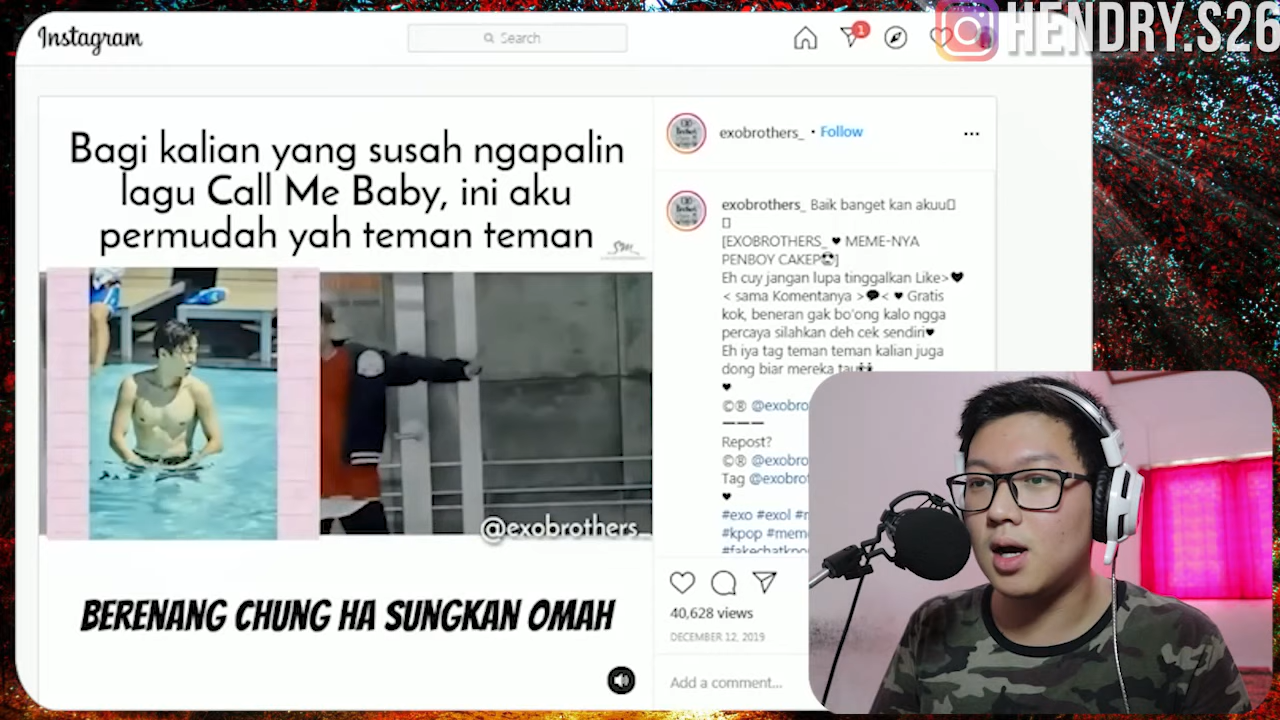 Instagram
Search
1
HENDRY.S26
Bagi kalian yang susah ngapalin
lagu Call Me Baby, ini aku
permudah yah teman teman
@exobrothers_
BERENANG CHUNG HA SUNGKAN OMAH
exobrothers_ • Follow
exobrothers_ Baik banget kan akuu
[EXOBROTHERS_ ♥ MEME-NYA
PENBOY CAKEP😍]
Eh cuy jangan lupa tinggalkan Like>♥
< sama Komentanya >💬< ♥ Gratis
kok, beneran gak bo'ong kalo ngga
percaya silahkan deh cek sendiri♥
Eh iya tag teman teman kalian juga
dong biar mereka tau
♥
©® @exobro
———
Repost?
©® @exobro
Tag @exobrot
♥
#exo #exol #r
#kpop #mem
#fakechatkpo
40,628 views
DECEMBER 12, 2019
Add a comment...